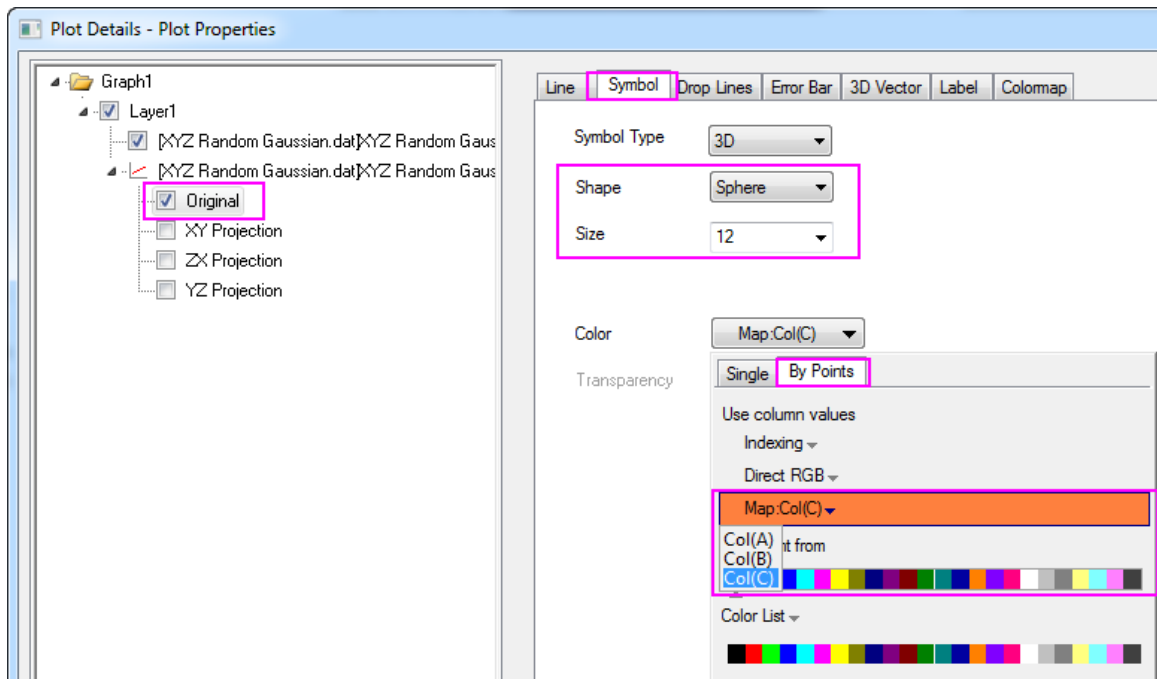 Plot Details - Plot Properties
Graph1
Layer1
[XYZ Random Gaussian.dat]XYZ Random Gaus
[XYZ Random Gaussian.dat]XYZ Random Gaus
Original
XY Projection
ZX Projection
YZ Projection
Line Symbol Drop Lines Error Bar 3D Vector Label Colormap
Symbol Type 3D
Shape Sphere
Size 12
Color Map:Col(C)
Transparency
Single By Points
Use column values
Indexing
Direct RGB
Map:Col(C)
Col(A)
from
Col(B)
Col(C)
Color List